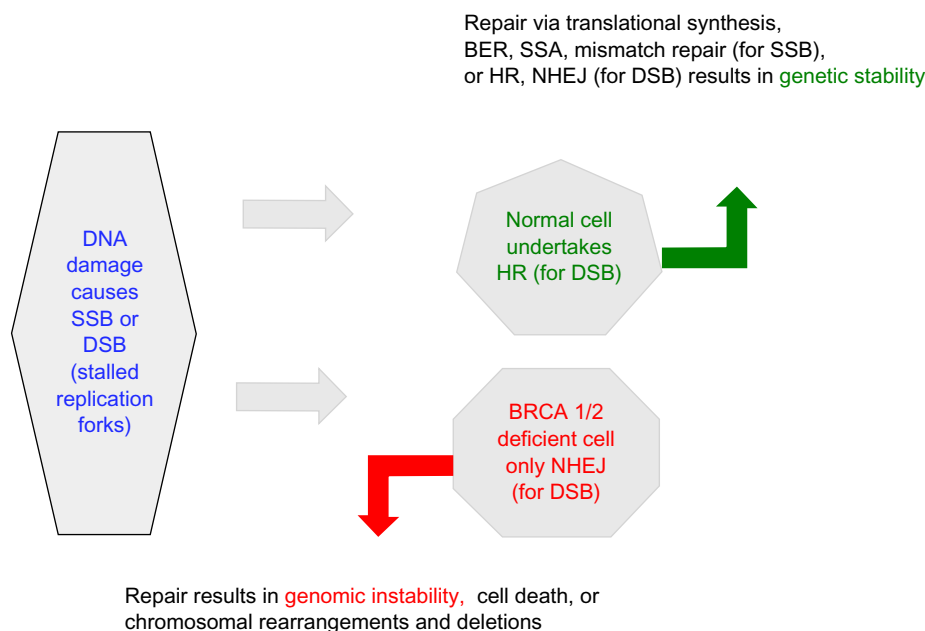 Repair via translational synthesis,
BER, SSA, mismatch repair (for SSB),
or HR, NHEJ (for DSB) results in genetic stability
DNA
damage
causes
SSB or
DSB
(stalled
replication
forks)
Normal cell
undertakes
HR (for DSB)
BRCA 1/2
deficient cell
only NHEJ
(for DSB)
Repair results in genomic instability, cell death, or
chromosomal rearrangements and deletions